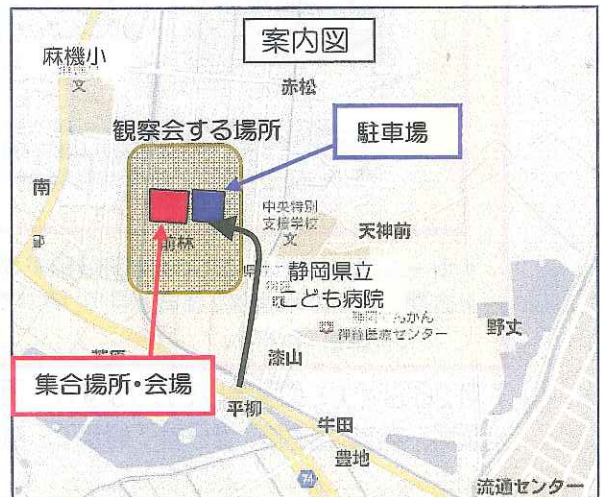 案内図
麻機小
文
赤松
観察会する場所
駐車場
南
中央特別
支援学校
文
天神前
前林
静岡県立
こども病院
神経医療センター
野丈
漆山
集合場所・会場
平柳
牛田
豊地
74
流通センター